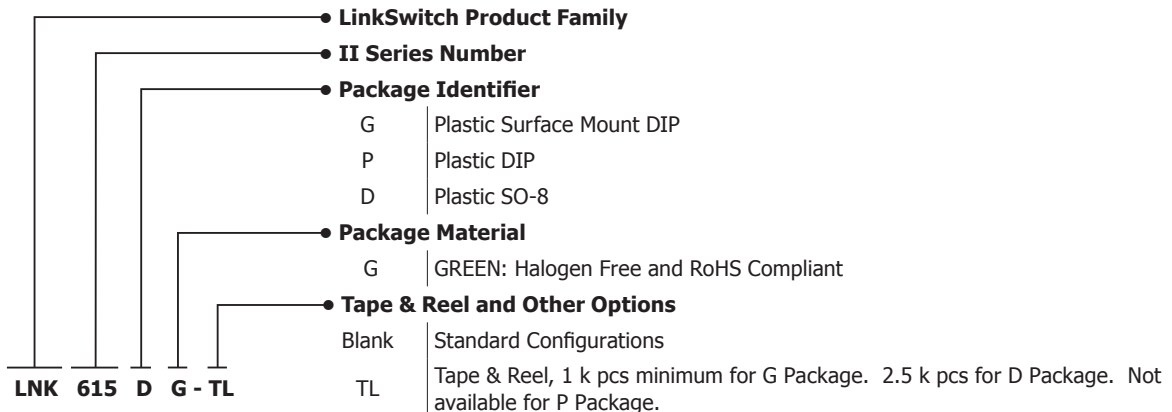 LinkSwitch Product Family
II Series Number
Package Identifier
G Plastic Surface Mount DIP
P Plastic DIP
D Plastic SO-8
Package Material
G GREEN: Halogen Free and RoHS Compliant
Tape & Reel and Other Options
Blank Standard Configurations
TL Tape & Reel, 1 k pcs minimum for G Package. 2.5 k pcs for D Package. Not
available for P Package.
LNK 615 D G - TL